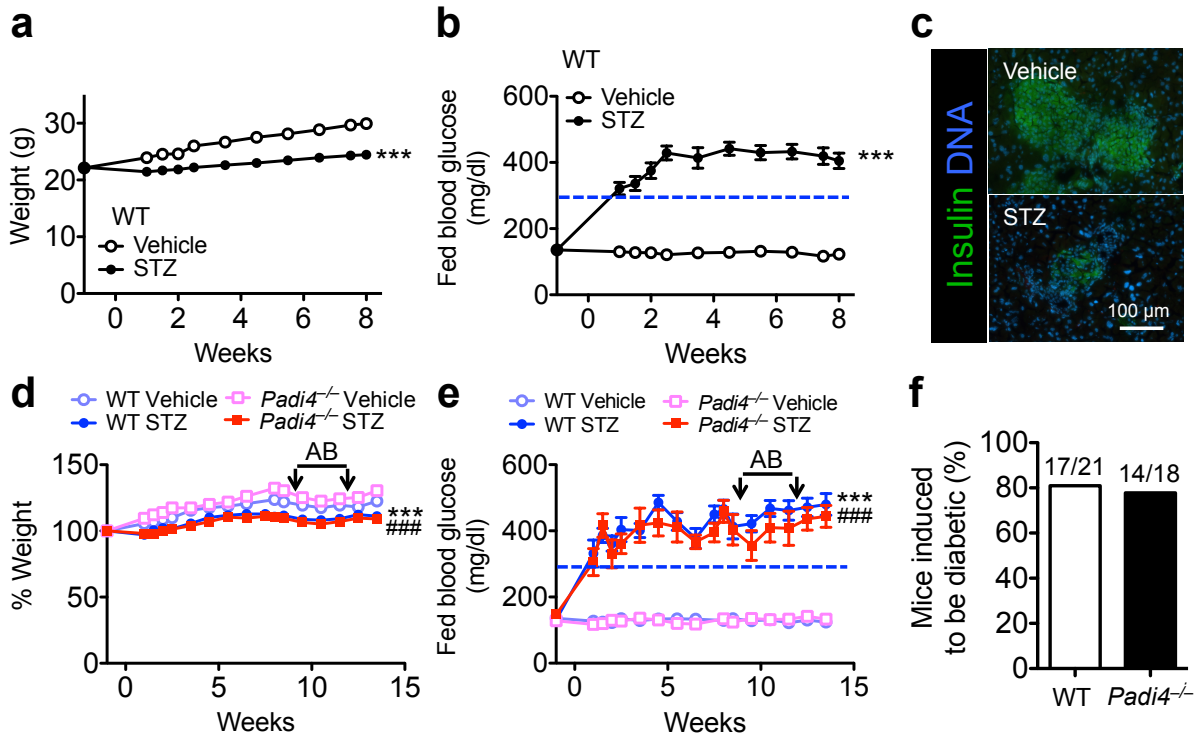 a
Weight (g)
30
20
10
0
WT
Vehicle
STZ
***
0 2 4 6 8
Weeks
b
WT
Vehicle
STZ
Fed blood glucose
(mg/dl)
600
400
200
0
***
0 2 4 6 8
Weeks
c
Insulin DNA
Vehicle
STZ
100 µm
d
WT Vehicle
WT STZ
Padi4–/– Vehicle
Padi4–/– STZ
AB
% Weight
150
100
50
0
***
###
0 5 10 15
Weeks
e
WT Vehicle
WT STZ
Padi4–/– Vehicle
Padi4–/– STZ
AB
Fed blood glucose
(mg/dl)
600
400
200
0
***
###
0 5 10 15
Weeks
f
Mice induced
to be diabetic (%)
100
80
60
40
20
0
17/21
14/18
WT Padi4–/–